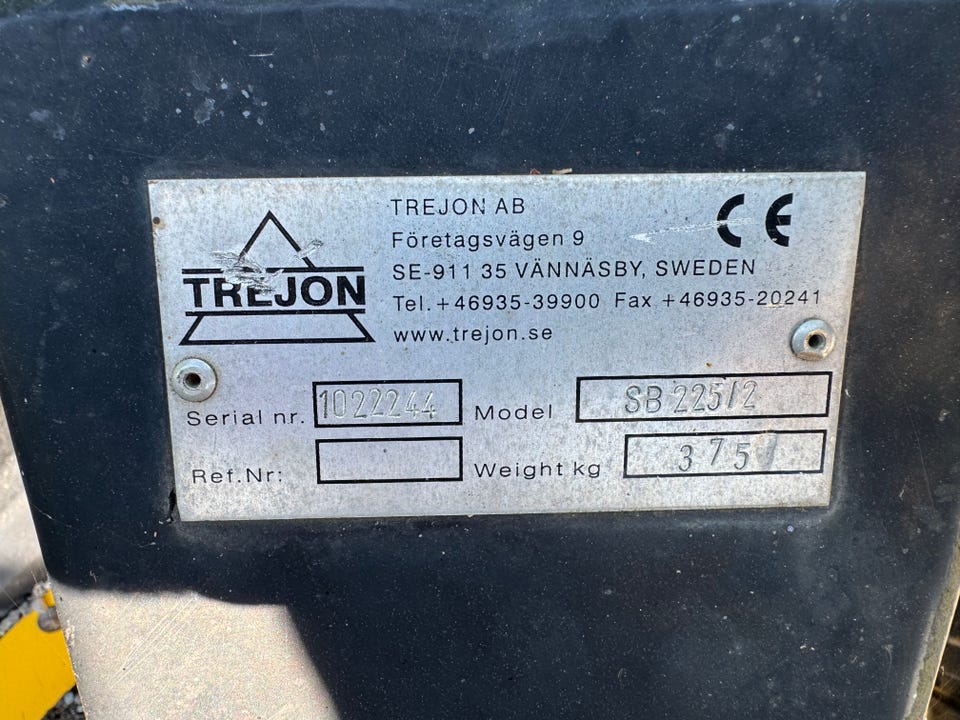 TREJON
TREJON AB
Företagsvägen 9
SE-911 35 VÄNNÄSBY, SWEDEN
Tel. +46935-39900 Fax +46935-20241
www.trejon.se
CE
Serial nr. 1022244 Model SB 225/2
Ref.Nr: Weight kg 375